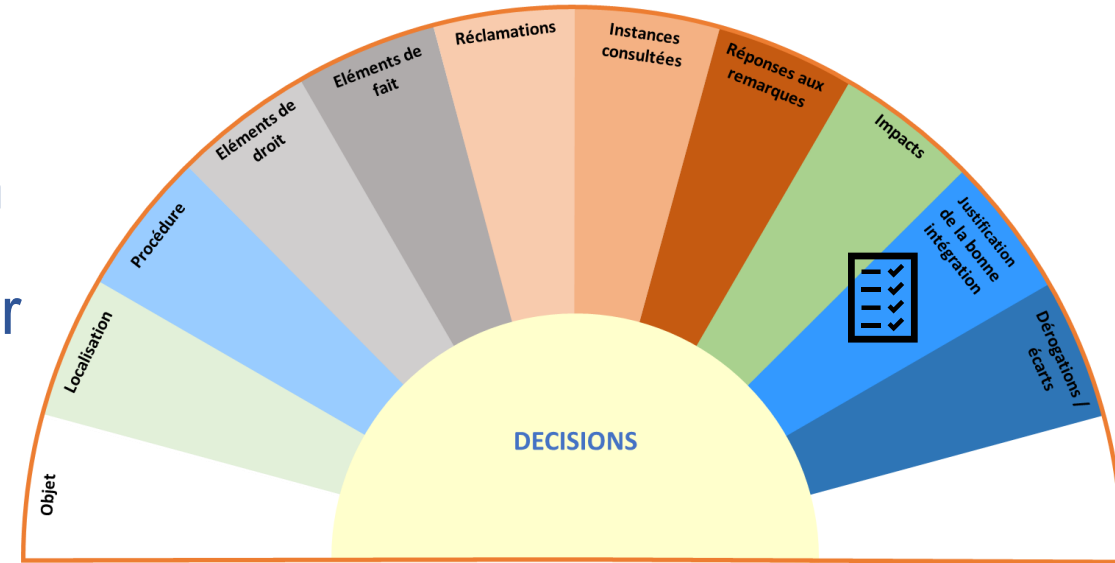 Objet
Localisation
Procédure
Eléments de
droit
Eléments de
fait
Réclamations
Instances
consultées
Réponses aux
remarques
Impacts
Justification
de la bonne
intégration
Dérogations /
écarts
DECISIONS
r